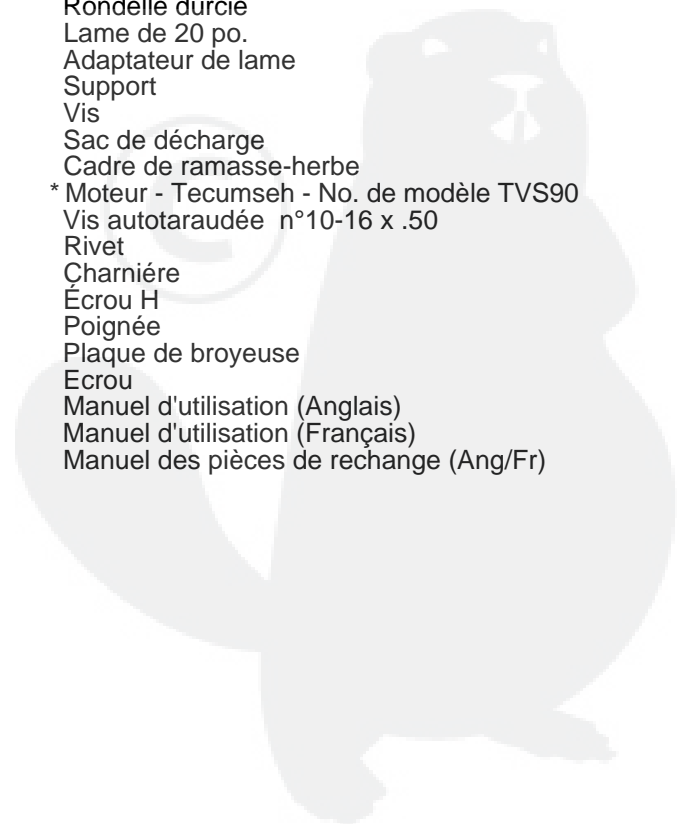 Rondelle durcie
Lame de 20 po.
Adaptateur de lame
Support
Vis
Sac de décharge
Cadre de ramasse-herbe
* Moteur - Tecumseh - No. de modèle TVS90
Vis autotaraudée n°10-16 x .50
Rivet
Charniére
Écrou H
Poignée
Plaque de broyeuse
Ecrou
Manuel d'utilisation (Anglais)
Manuel d'utilisation (Français)
Manuel des pièces de rechange (Ang/Fr)
©